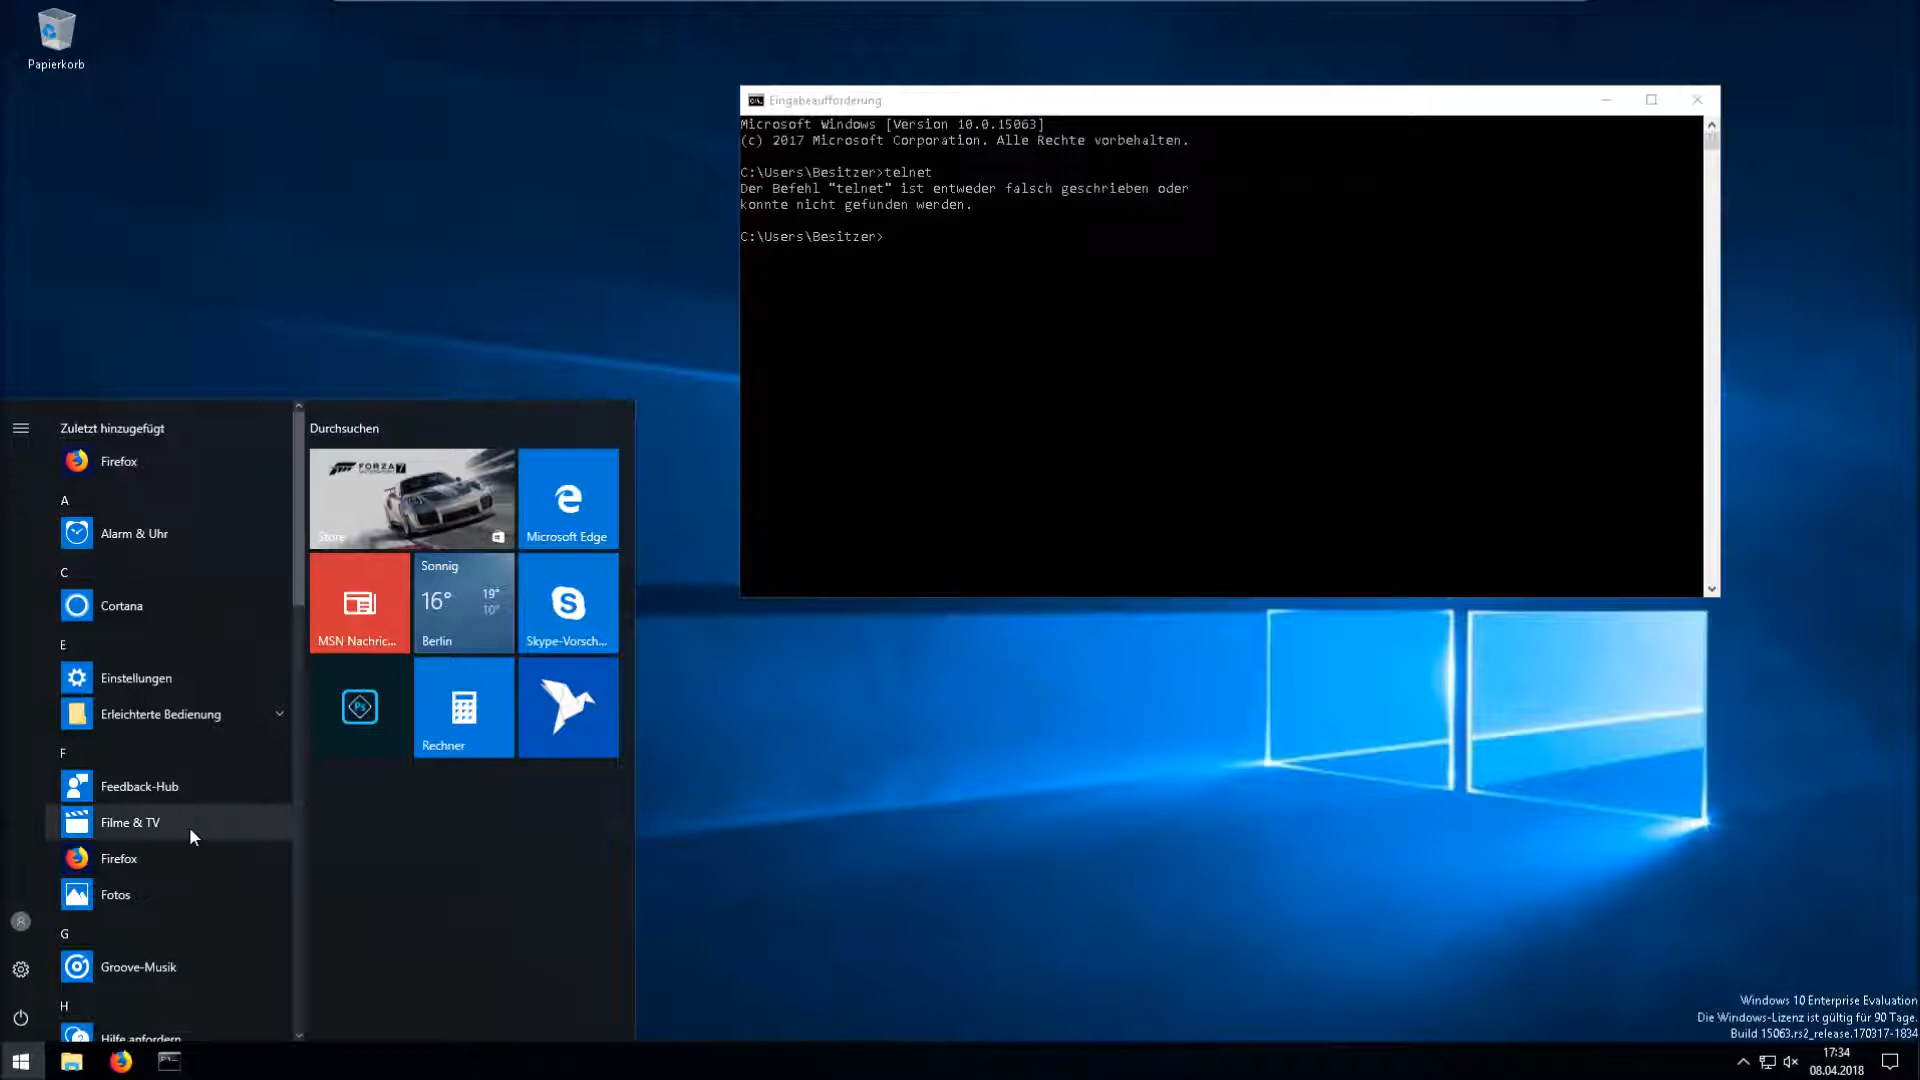 Papierkorb
Eingabeaufforderung
Microsoft Windows [Version 10.0.15063]
(c) 2017 Microsoft Corporation. Alle Rechte vorbehalten.
C:\Users\Besitzer>telnet
Der Befehl "telnet" ist entweder falsch geschrieben oder
konnte nicht gefunden werden.
C:\Users\Besitzer>
Zuletzt hinzugefügt
Firefox
A
Alarm & Uhr
C
Cortana
E
Einstellungen
Erleichterte Bedienung
F
Feedback-Hub
Filme & TV
Firefox
Fotos
G
Groove-Musik
H
Hilfe anfordern
Durchsuchen
FORZA
7
Store
Microsoft Edge
MSN Nachric...
Sonnig
16° 19°
10°
Berlin
Skype-Vorsch...
Ps
Rechner
Windows 10 Enterprise Evaluation
Die Windows-Lizenz ist gültig für 90 Tage.
Build 15063.rs2_release.170317-1834
17:34
08.04.2018